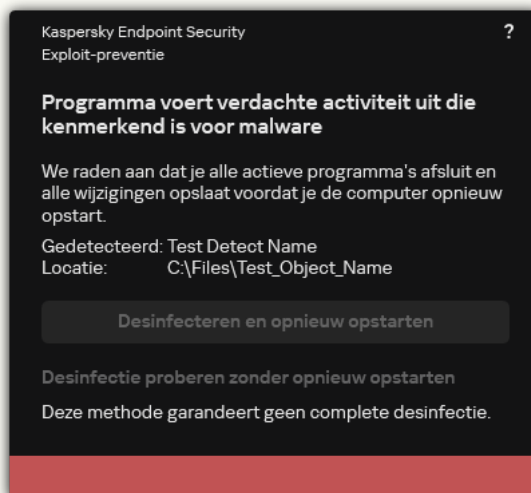 Kaspersky Endpoint Security
?
Exploit-preventie
Programma voert verdachte activiteit uit die
kenmerkend is voor malware
We raden aan dat je alle actieve programma's afsluit en
alle wijzigingen opslaat voordat je de computer opnieuw
opstart.
Gedetecteerd: Test Detect Name
Locatie: C:\Files\Test_Object_Name
Desinfecteren en opnieuw opstarten
Desinfectie proberen zonder opnieuw opstarten
Deze methode garandeert geen complete desinfectie.